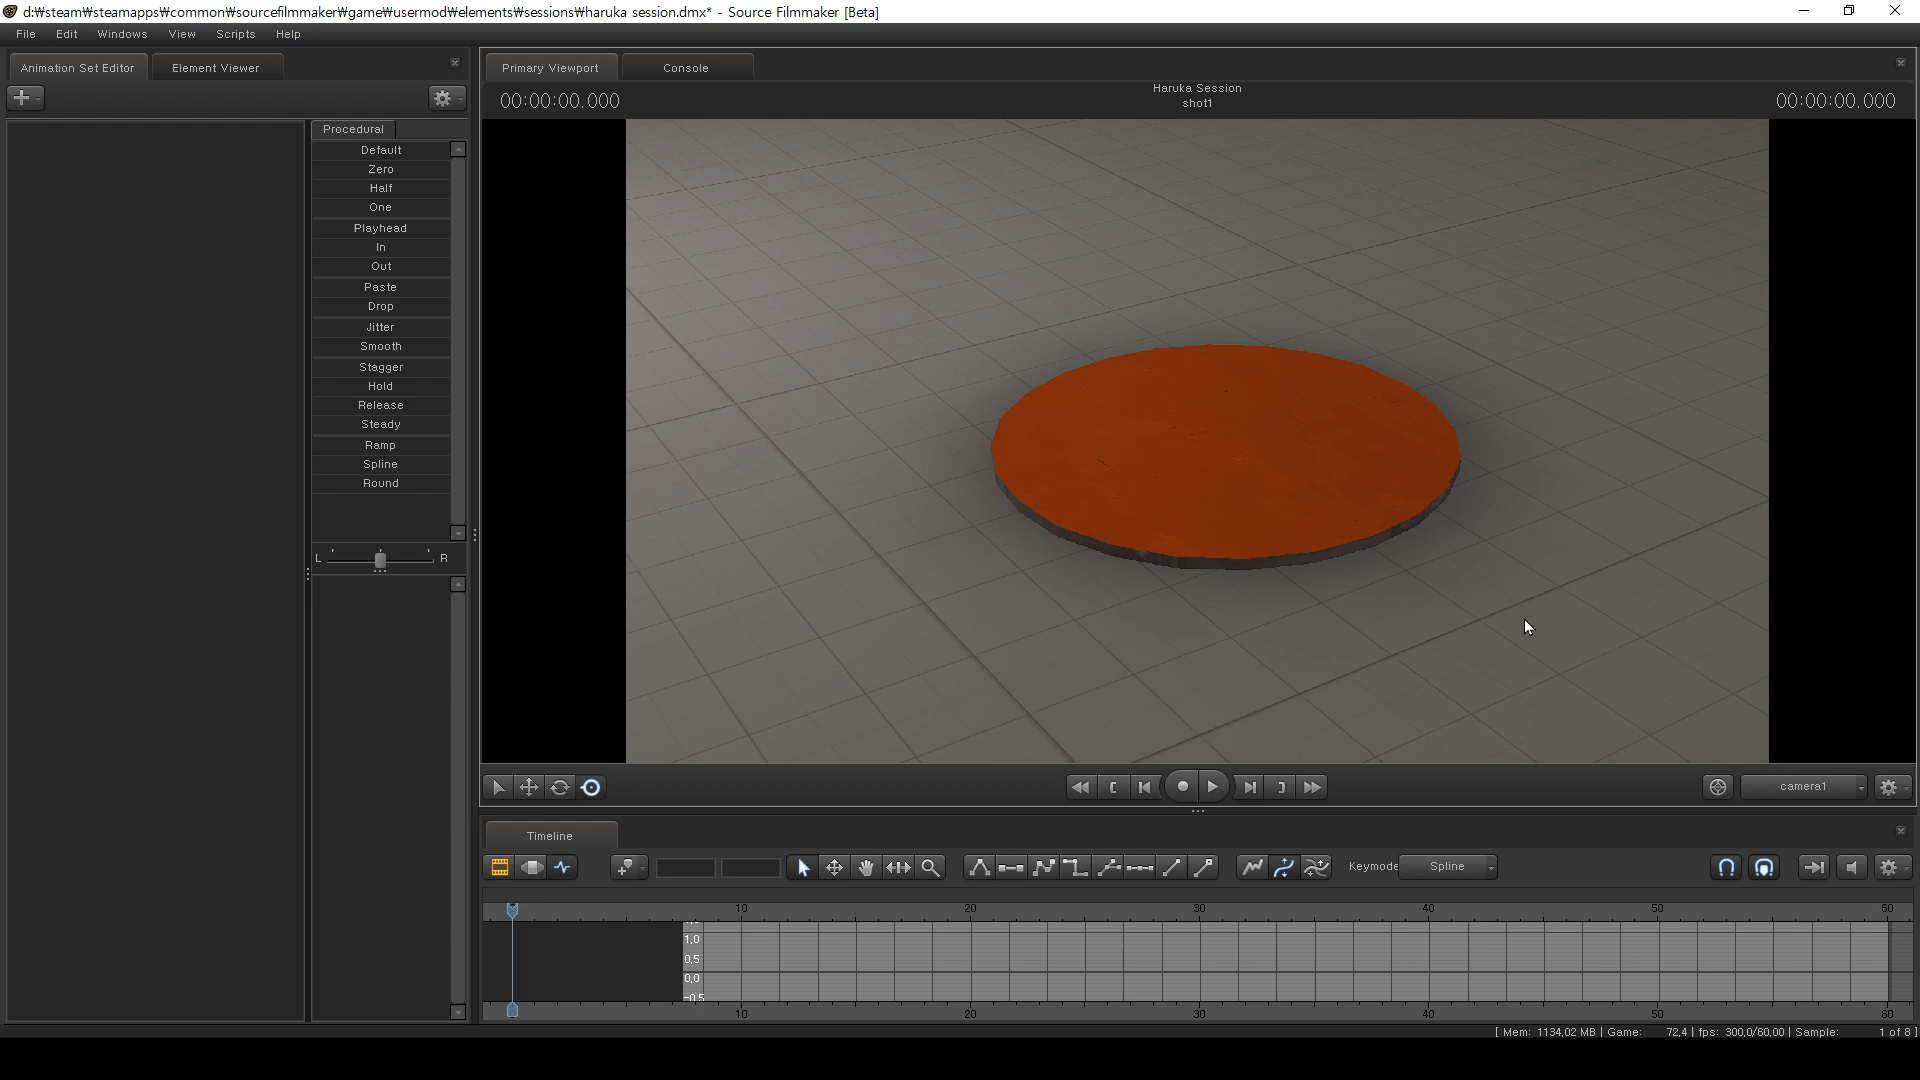 d:₩steam₩steamapps₩common₩sourcefilmmaker₩game₩usermod₩elements₩sessions₩haruka session.dmx* - Source Filmmaker [Beta]
File Edit Windows View Scripts Help
Animation Set Editor Element Viewer
Primary Viewport Console
00:00:00.000
Haruka Session
shot1
00:00:00.000
Procedural
Default
Zero
Half
One
Playhead
In
Out
Paste
Drop
Jitter
Smooth
Stagger
Hold
Release
Steady
Ramp
Spline
Round
L R
camera1
Timeline
Keymode Spline
10 20 30 40 50 60
1.0
0.5
0.0
-0.5
10 20 30 40 50 60
[ Mem: 1134.02 MB | Game: 72.4 | fps: 300.0/60.00 | Sample: 1 of 8 ]